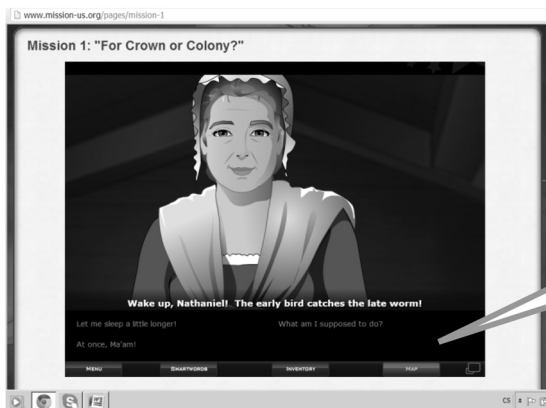 www.mission-us.org/pages/mission-1
Mission 1: "For Crown or Colony?"
Wake up, Nathaniel! The early bird catches the late worm!
Let me sleep a little longer!
What am I supposed to do?
At once, Ma'am!
MENU
SMARTWORDS
INVENTORY
MAP
CS